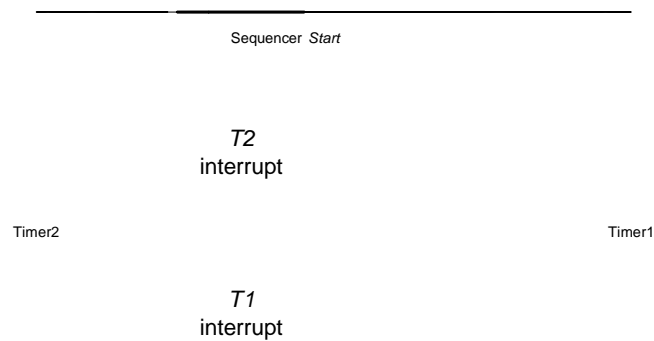 Sequencer Start
T2
interrupt
Timer2
Timer1
T1
interrupt